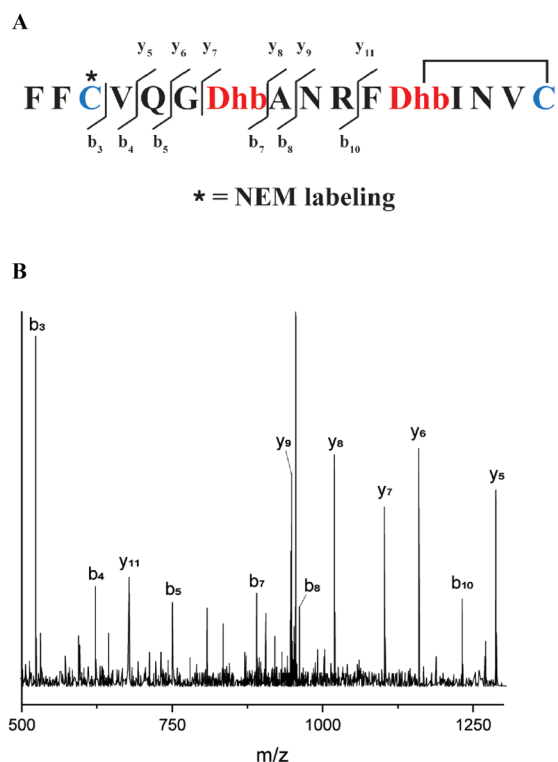 A
y₅ y₆ y₇ y₈ y₉ y₁₁
*
F F C V Q G Dhb A N R F Dhb I N V C
b₃ b₄ b₅ b₇ b₈ b₁₀
* = NEM labeling
B
b₃
y₉ y₈ y₆
y₅
y₇
b₄ y₁₁ b₅ b₇ b₈ b₁₀
500 750 1000 1250
m/z